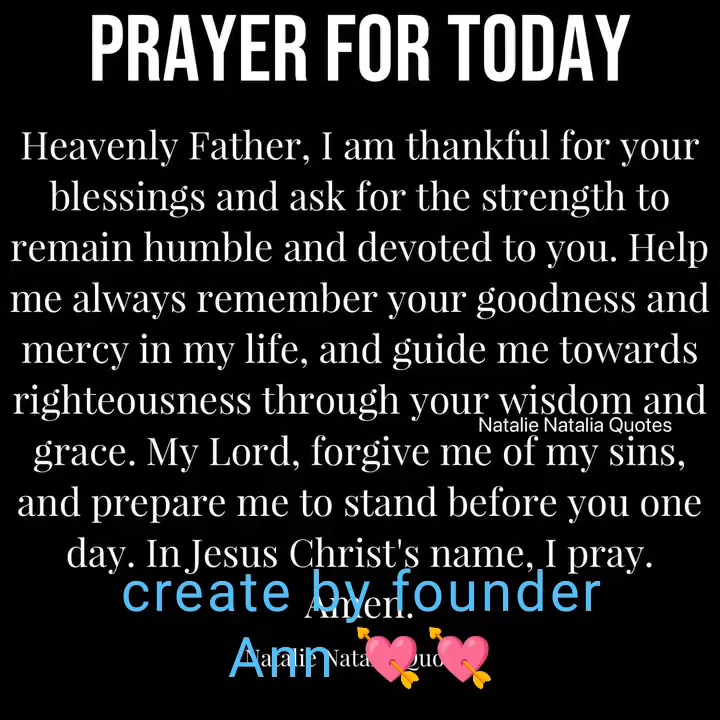 PRAYER FOR TODAY
Heavenly Father, I am thankful for your
blessings and ask for the strength to
remain humble and devoted to you. Help
me always remember your goodness and
mercy in my life, and guide me towards
righteousness through your wisdom and
Natalie Natalia Quotes
grace. My Lord, forgive me of my sins,
and prepare me to stand before you one
day. In Jesus Christ's name, I pray.
create by founder
Amen.
Ann 💘💘
Natalie